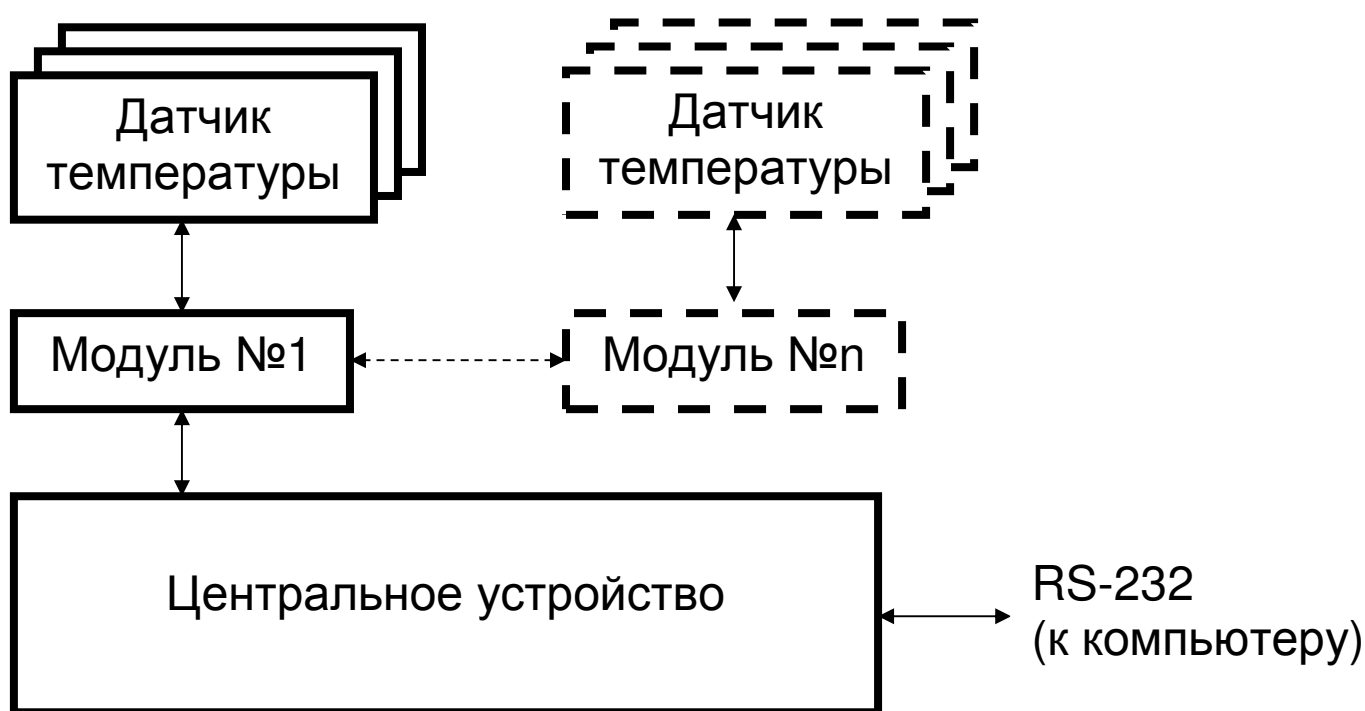 Датчик
температуры
Датчик
температуры
Модуль №1
Модуль №n
Центральное устройство
RS-232
(к компьютеру)